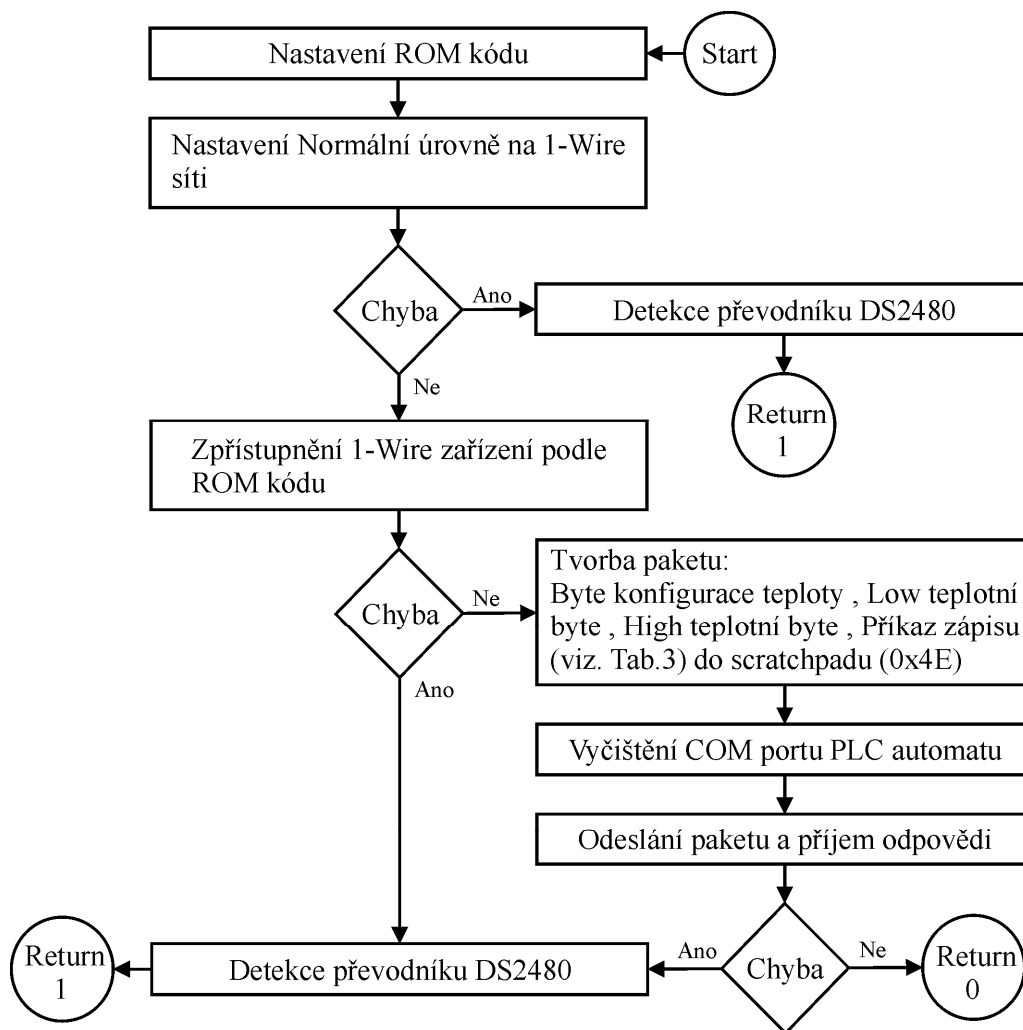 Nastavení ROM kódu
Start
Nastavení Normální úrovně na 1-Wire
síti
Chyba
Ano
Detekce převodníku DS2480
Ne
Return
1
Zpřístupnění 1-Wire zařízení podle
ROM kódu
Chyba
Ne
Tvorba paketu:
Byte konfigurace teploty , Low teplotní
byte , High teplotní byte , Příkaz zápisu
(viz. Tab.3) do scratchpadu (0x4E)
Ano
Vyčištění COM portu PLC automatu
Odeslání paketu a příjem odpovědi
Return
1
Detekce převodníku DS2480
Ano
Chyba
Ne
Return
0